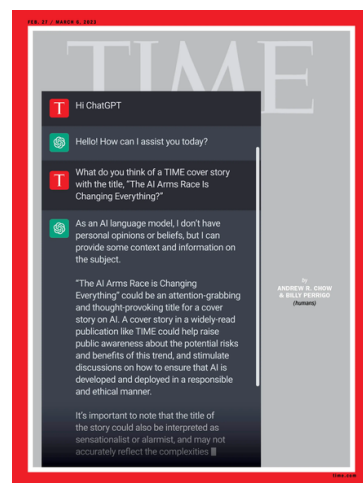 FEB. 27 / MARCH 6, 2023
TIME
T Hi ChatGPT
Hello! How can I assist you today?
T What do you think of a TIME cover story
with the title, "The AI Arms Race Is
Changing Everything?"
As an AI language model, I don't have
personal opinions or beliefs, but I can
provide some context and information on
the subject.
"The AI Arms Race is Changing
Everything" could be an attention-grabbing
and thought-provoking title for a cover
story on AI. A cover story in a widely-read
publication like TIME could help raise
public awareness about the potential risks
and benefits of this trend, and stimulate
discussions on how to ensure that AI is
developed and deployed in a responsible
and ethical manner.
It's important to note that the title of
the story could also be interpreted as
sensationalist or alarmist, and may not
accurately reflect the complexities
by
ANDREW R. CHOW
& BILLY PERRIGO
(humans)
time.com